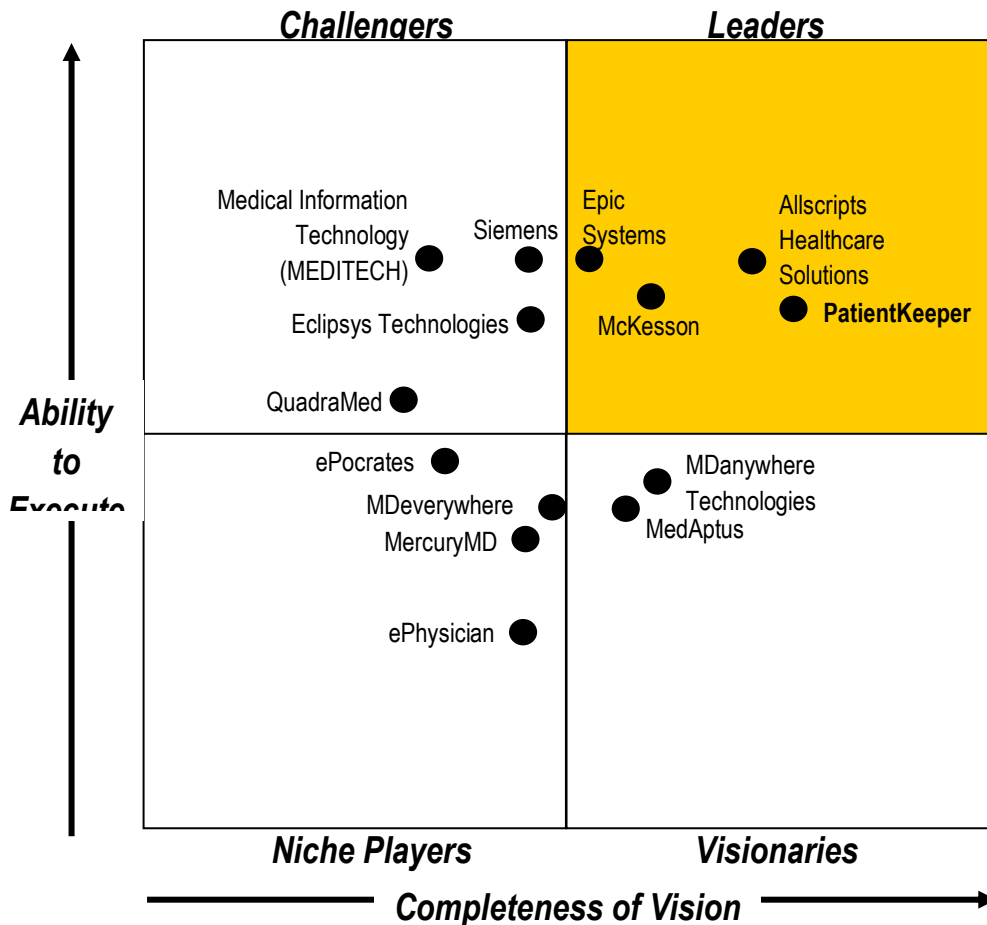 Challengers
Leaders
Medical Information
Technology
(MEDITECH)
Siemens
Epic
Systems
Allscripts
Healthcare
Solutions
PatientKeeper
McKesson
Eclipsys Technologies
QuadraMed
Ability
to
Execute
ePocrates
MDeverywhere
MercuryMD
MDanywhere
Technologies
MedAptus
ePhysician
Niche Players
Visionaries
Completeness of Vision